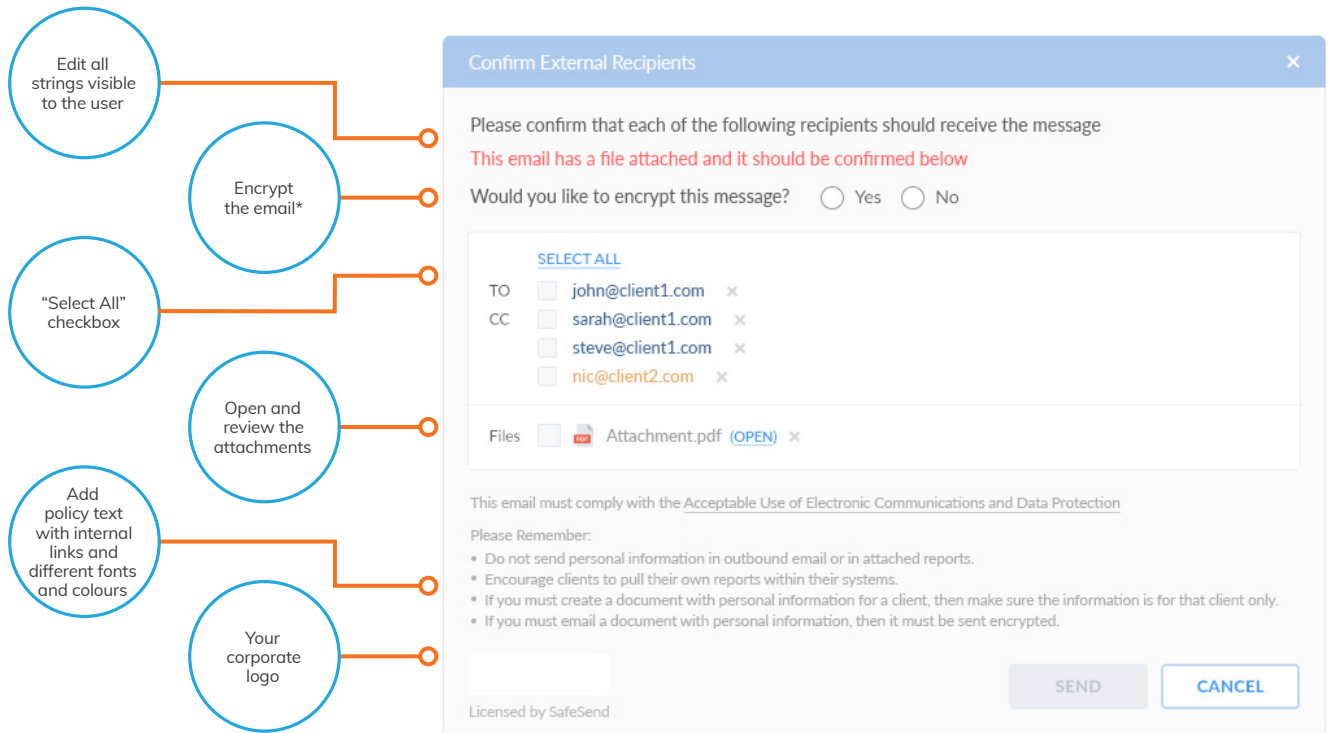 Edit all
strings visible
to the user
Encrypt
the email*
“Select All”
checkbox
Open and
review the
attachments
Add
policy text
with internal
links and
different fonts
and colours
Your
corporate
logo
Confirm External Recipients
Please confirm that each of the following recipients should receive the message
This email has a file attached and it should be confirmed below
Would you like to encrypt this message? Yes No
SELECT ALL
TO john@client1.com
CC sarah@client1.com
steve@client1.com
nic@client2.com
Files PDF Attachment.pdf (OPEN)
This email must comply with the Acceptable Use of Electronic Communications and Data Protection
Please Remember:
• Do not send personal information in outbound email or in attached reports.
• Encourage clients to pull their own reports within their systems.
• If you must create a document with personal information for a client, then make sure the information is for that client only.
• If you must email a document with personal information, then it must be sent encrypted.
Licensed by SafeSend
SEND CANCEL